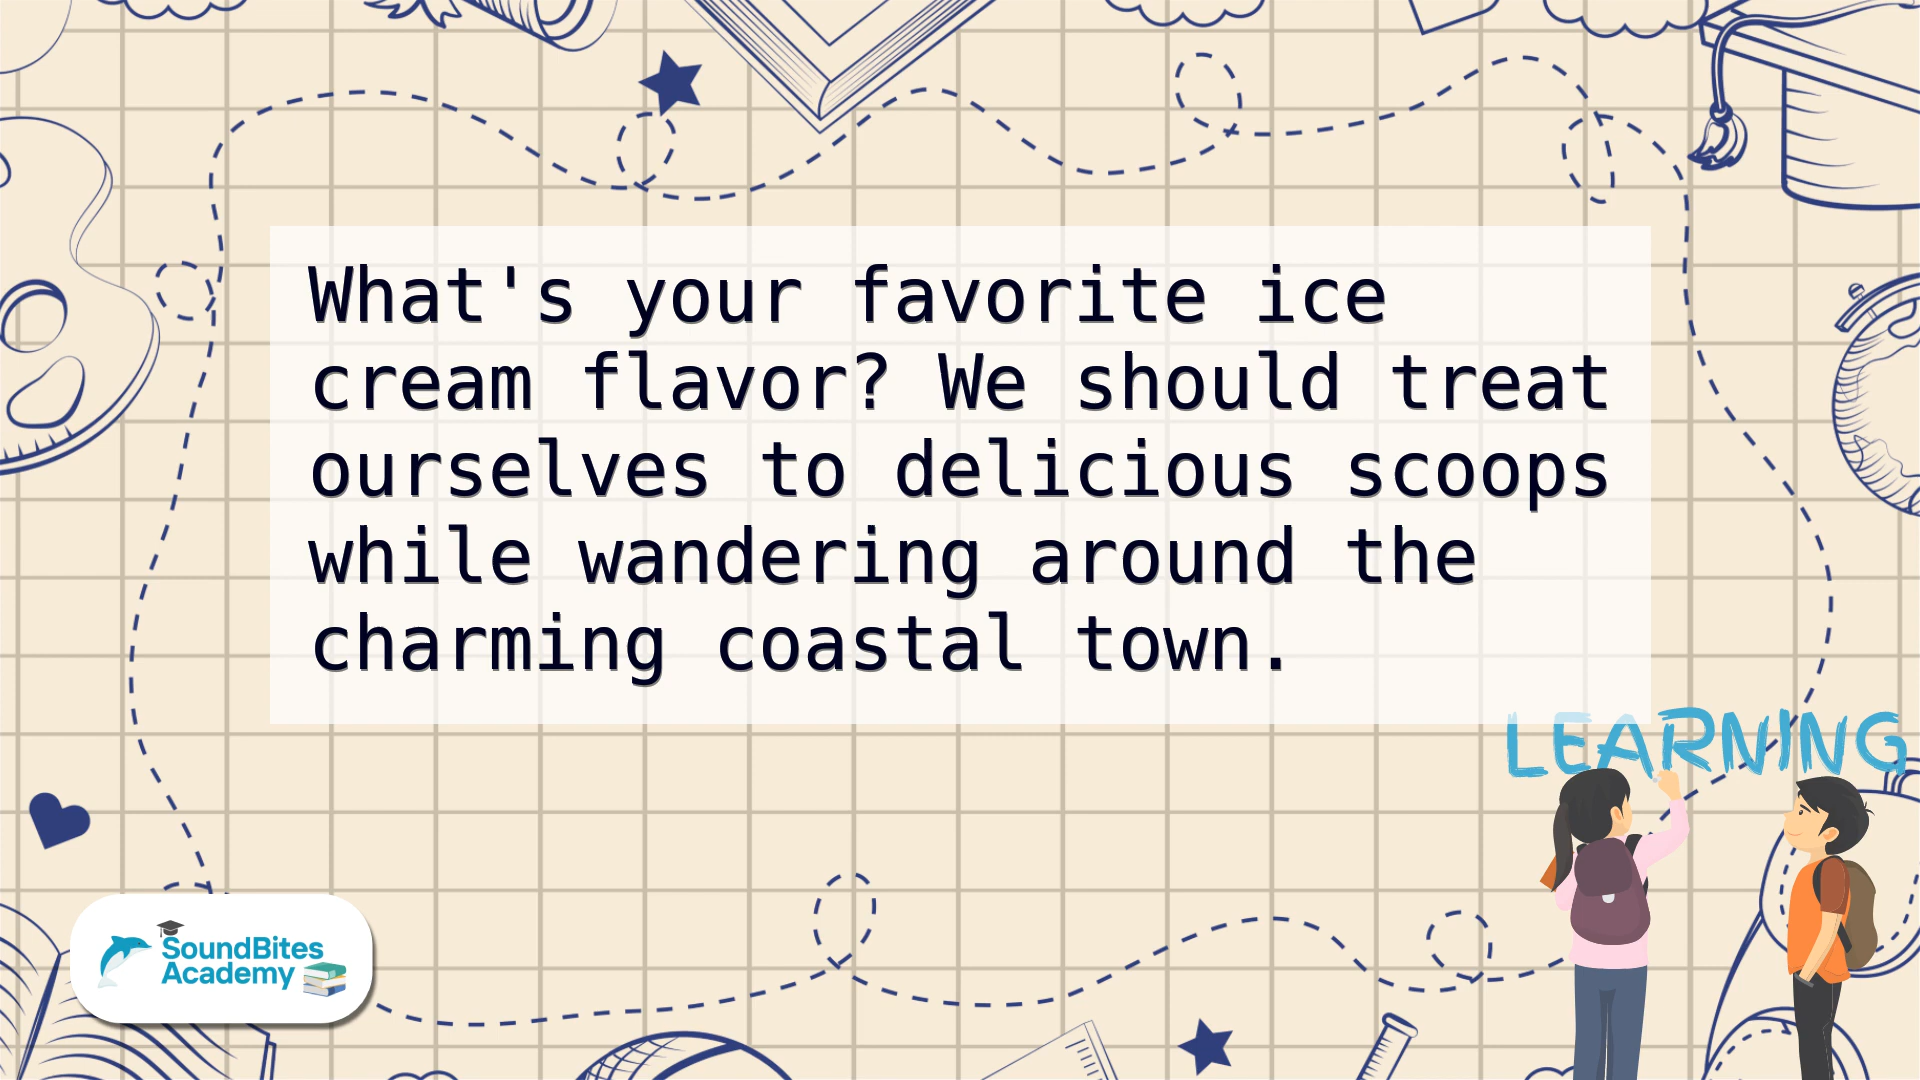 What's your favorite ice
cream flavor? We should treat
ourselves to delicious scoops
while wandering around the
charming coastal town.
LEARNING
SoundBites
Academy